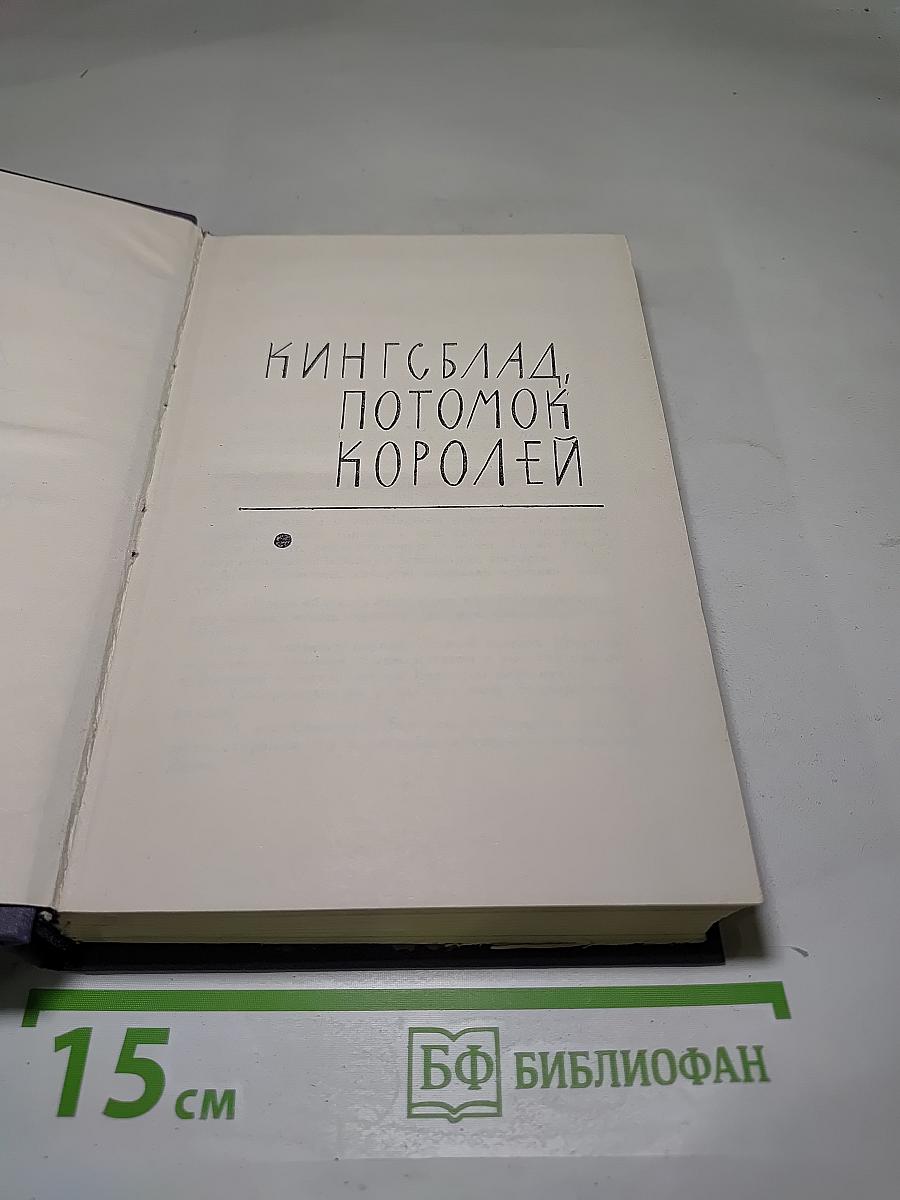 КИНГСБЛАД,
ПОТОМОК
КОРОЛЕЙ
15 см
БФ БИБЛИОФАН